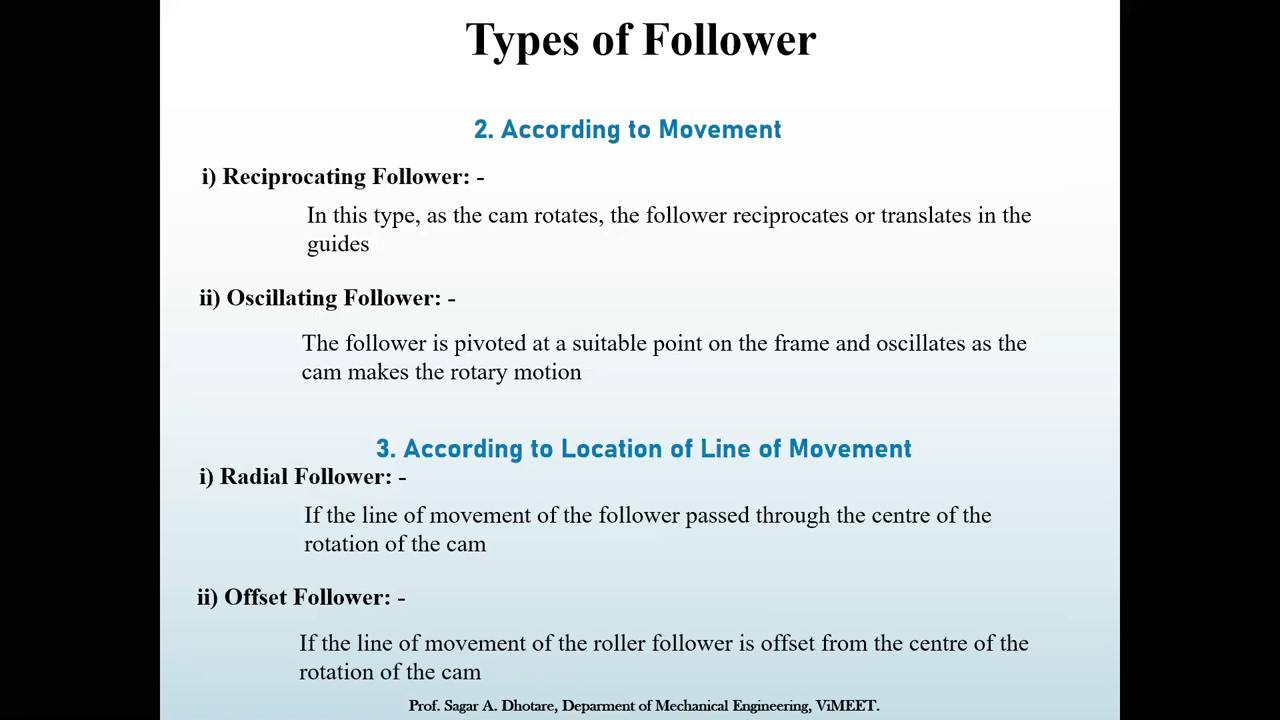 Types of Follower
2. According to Movement
i) Reciprocating Follower: -
In this type, as the cam rotates, the follower reciprocates or translates in the
guides
ii) Oscillating Follower: -
The follower is pivoted at a suitable point on the frame and oscillates as the
cam makes the rotary motion
3. According to Location of Line of Movement
i) Radial Follower: -
If the line of movement of the follower passed through the centre of the
rotation of the cam
ii) Offset Follower: -
If the line of movement of the roller follower is offset from the centre of the
rotation of the cam
Prof. Sagar A. Dhotare, Deparment of Mechanical Engineering, ViMEET.